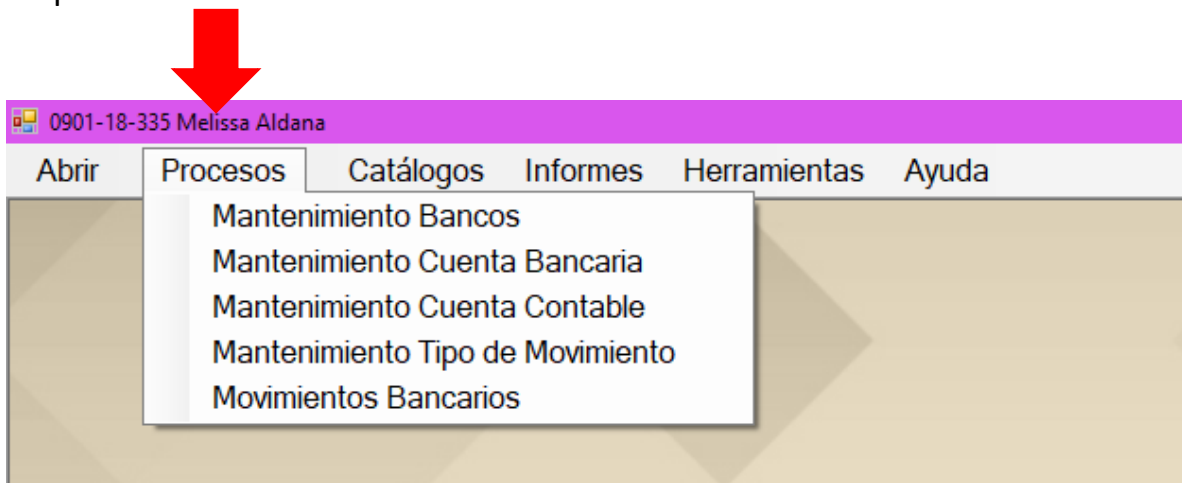 0901-18-335 Melissa Aldana
Abrir Procesos Catálogos Informes Herramientas Ayuda
Mantenimiento Bancos
Mantenimiento Cuenta Bancaria
Mantenimiento Cuenta Contable
Mantenimiento Tipo de Movimiento
Movimientos Bancarios